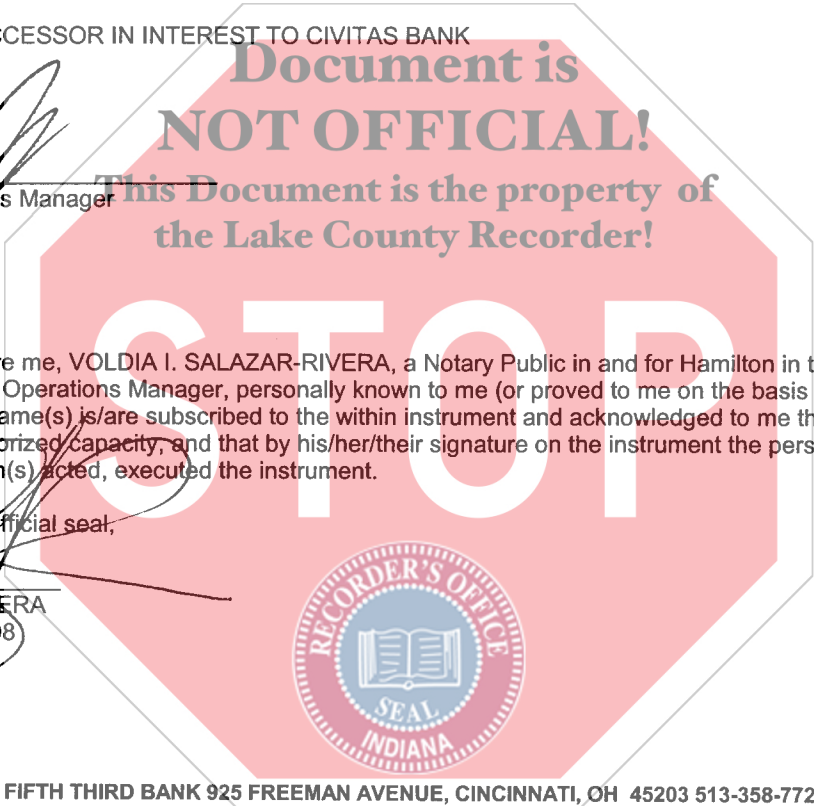 CCESSOR IN INTEREST TO CIVITAS BANK
Document is
NOT OFFICIAL!
This Document is the property of
the Lake County Recorder!
s Manager
STOP
re me, VOLDIA I. SALAZAR-RIVERA, a Notary Public in and for Hamilton in t
Operations Manager, personally known to me (or proved to me on the basis
ame(s) is/are subscribed to the within instrument and acknowledged to me th
orized capacity, and that by his/her/their signature on the instrument the pers
(s) acted, executed the instrument.
fficial seal,
ERA
08
RECORDER'S OFFICE
SEAL
INDIANA
FIFTH THIRD BANK 925 FREEMAN AVENUE, CINCINNATI, OH 45203 513-358-772